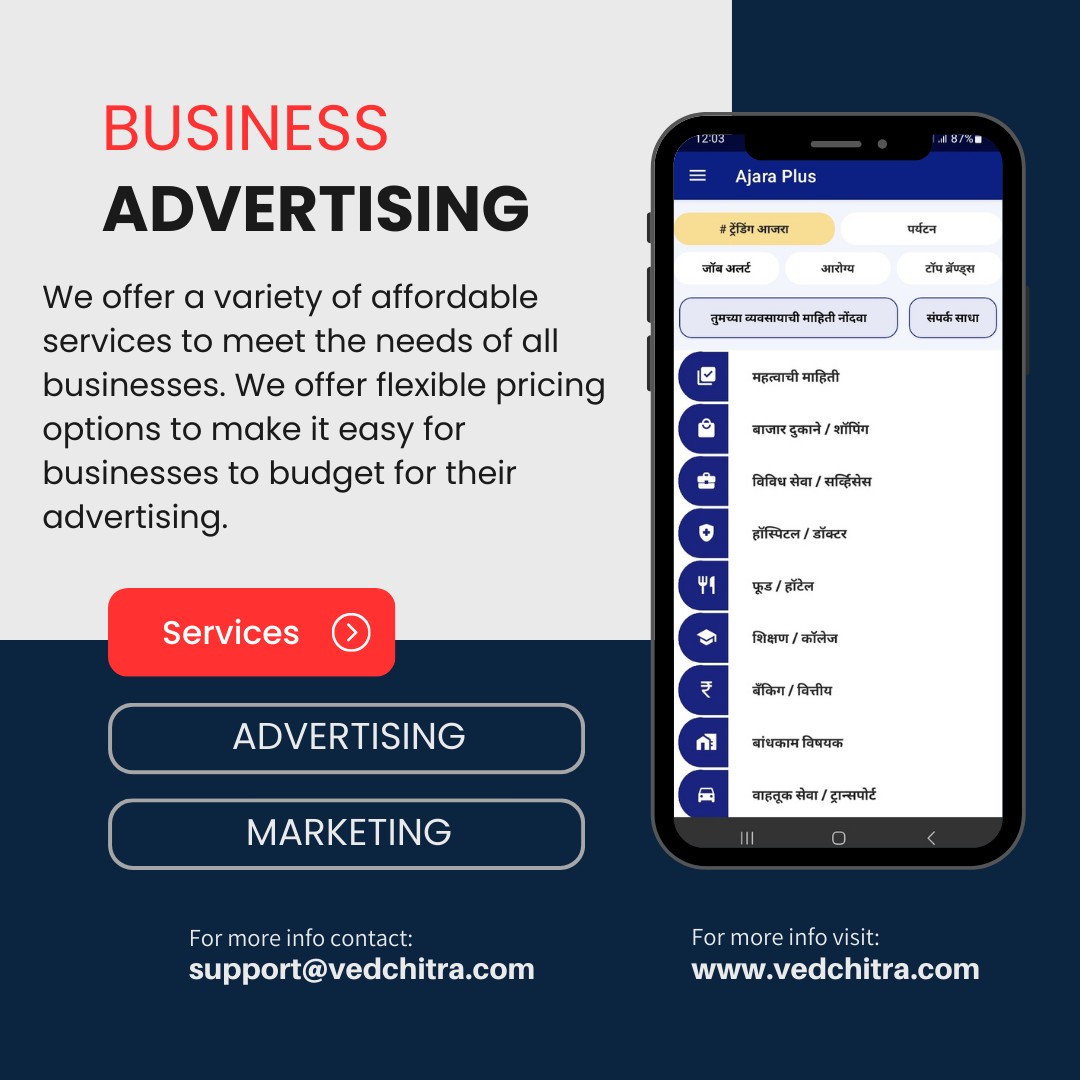 BUSINESS
ADVERTISING
We offer a variety of affordable
services to meet the needs of all
businesses. We offer flexible pricing
options to make it easy for
businesses to budget for their
advertising.
Services
ADVERTISING
MARKETING
For more info contact:
support@vedchitra.com
12:03 87%
Ajara Plus
# ट्रेंडिंग आजरा पर्यटन
जॉब अलर्ट आरोग्य टॉप ब्रॅण्ड्स
तुमच्या व्यवसायाची माहिती नोंदवा संपर्क साधा
महत्वाची माहिती
बाजार दुकाने / शॉपिंग
विविध सेवा / सर्व्हिसेस
हॉस्पिटल / डॉक्टर
फूड / हॉटेल
शिक्षण / कॉलेज
बँकिग / वित्तीय
बांधकाम विषयक
वाहतूक सेवा / ट्रान्सपोर्ट
For more info visit:
www.vedchitra.com